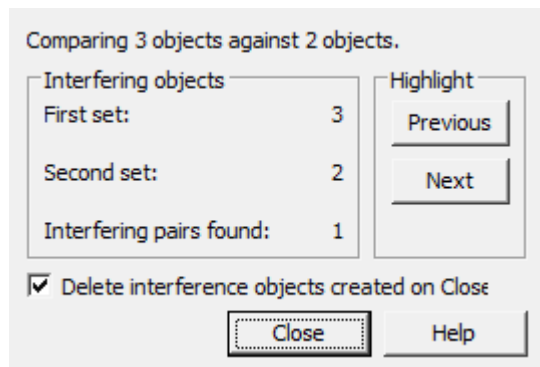 Comparing 3 objects against 2 objects.
Interfering objects
First set: 3
Second set: 2
Interfering pairs found: 1
Highlight
Previous
Next
Delete interference objects created on Close
Close
Help